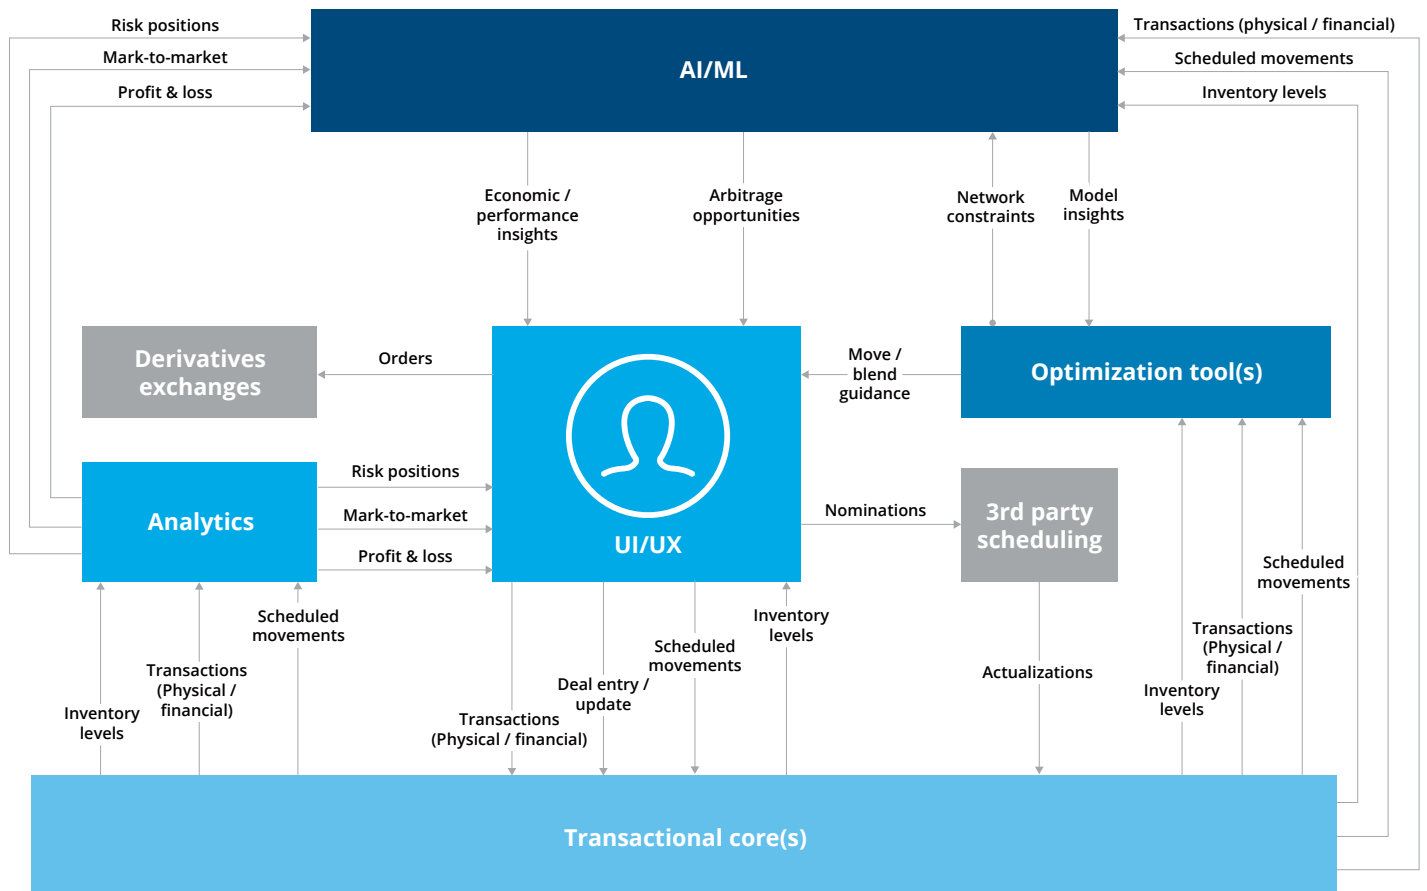 Risk positions
Mark-to-market
Profit & loss
AI/ML
Transactions (physical / financial)
Scheduled movements
Inventory levels
Economic /
performance
insights
Arbitrage
opportunities
Network
constraints
Model
insights
Derivatives
exchanges
Orders
Move /
blend
guidance
Optimization tool(s)
Analytics
Risk positions
Mark-to-market
Profit & loss
UI/UX
Nominations
3rd party
scheduling
Inventory
levels
Transactions
(Physical /
financial)
Scheduled
movements
Transactions
(Physical / financial)
Deal entry /
update
Scheduled
movements
Inventory
levels
Actualizations
Inventory
levels
Transactions
(Physical /
financial)
Scheduled
movements
Transactional core(s)